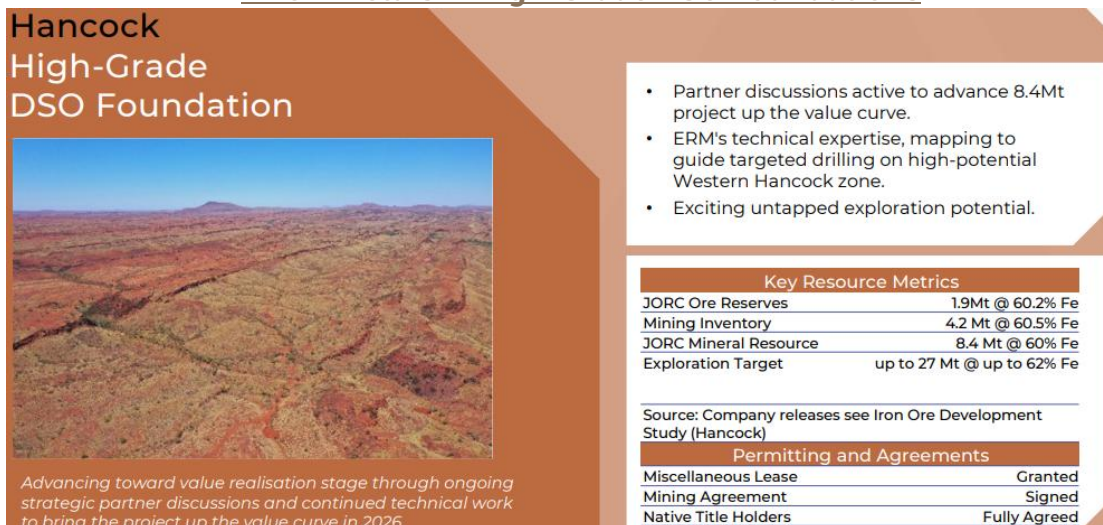 Hancock
High-Grade
DSO Foundation
• Partner discussions active to advance 8.4Mt
project up the value curve.
• ERM's technical expertise, mapping to
guide targeted drilling on high-potential
Western Hancock zone.
• Exciting untapped exploration potential.
Key Resource Metrics
JORC Ore Reserves 1.9Mt @ 60.2% Fe
Mining Inventory 4.2 Mt @ 60.5% Fe
JORC Mineral Resource 8.4 Mt @ 60% Fe
Exploration Target up to 27 Mt @ up to 62% Fe
Source: Company releases see Iron Ore Development
Study (Hancock)
Permitting and Agreements
Miscellaneous Lease Granted
Mining Agreement Signed
Native Title Holders Fully Agreed
Advancing toward value realisation stage through ongoing
strategic partner discussions and continued technical work
to bring the project up the value curve in 2026